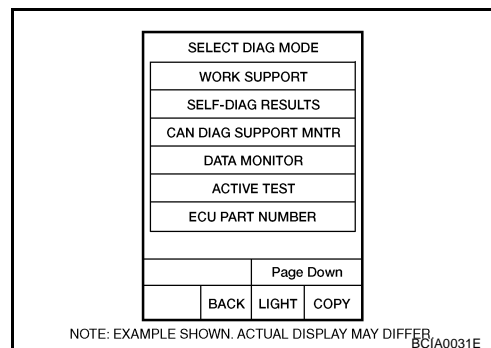 SELECT DIAG MODE
WORK SUPPORT
SELF-DIAG RESULTS
CAN DIAG SUPPORT MNTR
DATA MONITOR
ACTIVE TEST
ECU PART NUMBER
Page Down
BACK LIGHT COPY
NOTE: EXAMPLE SHOWN. ACTUAL DISPLAY MAY DIFFER.
BCIA0031E